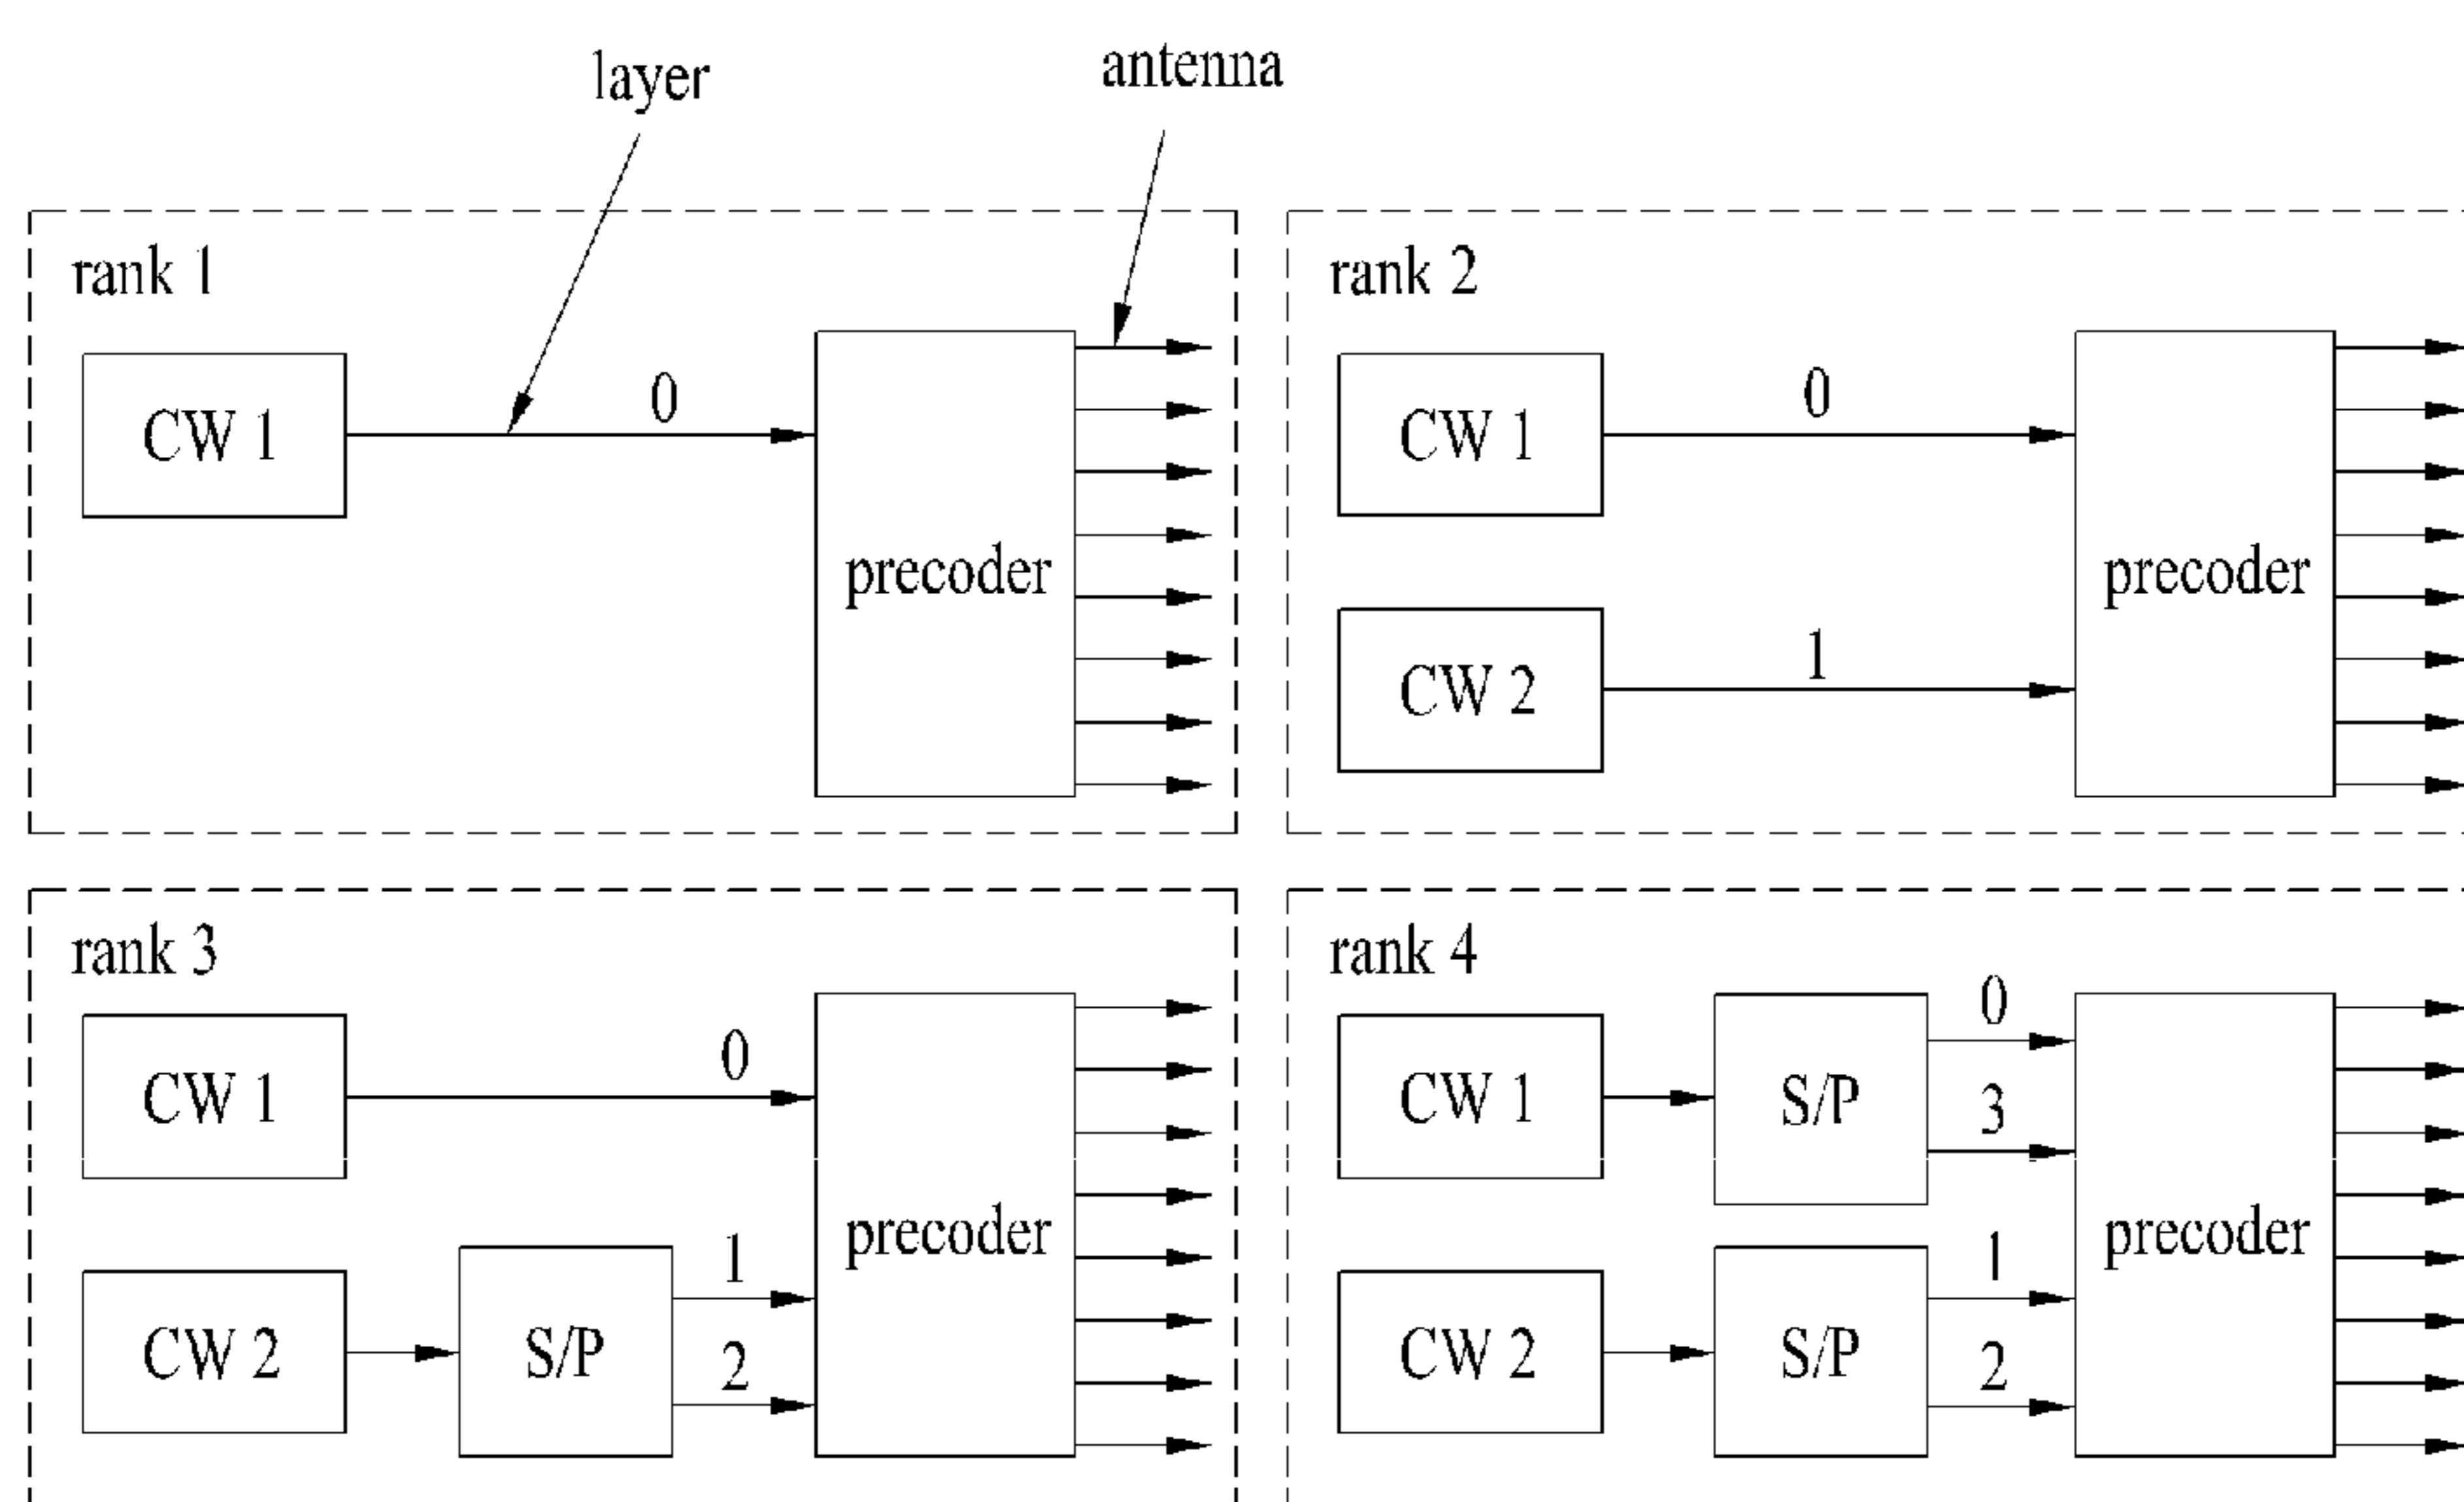 layer
antenna
rank 1
CW 1
0
precoder
rank 2
CW 1
0
CW 2
1
precoder
rank 3
CW 1
0
CW 2
S/P
1
2
precoder
rank 4
CW 1
S/P
0
3
CW 2
S/P
1
2
precoder